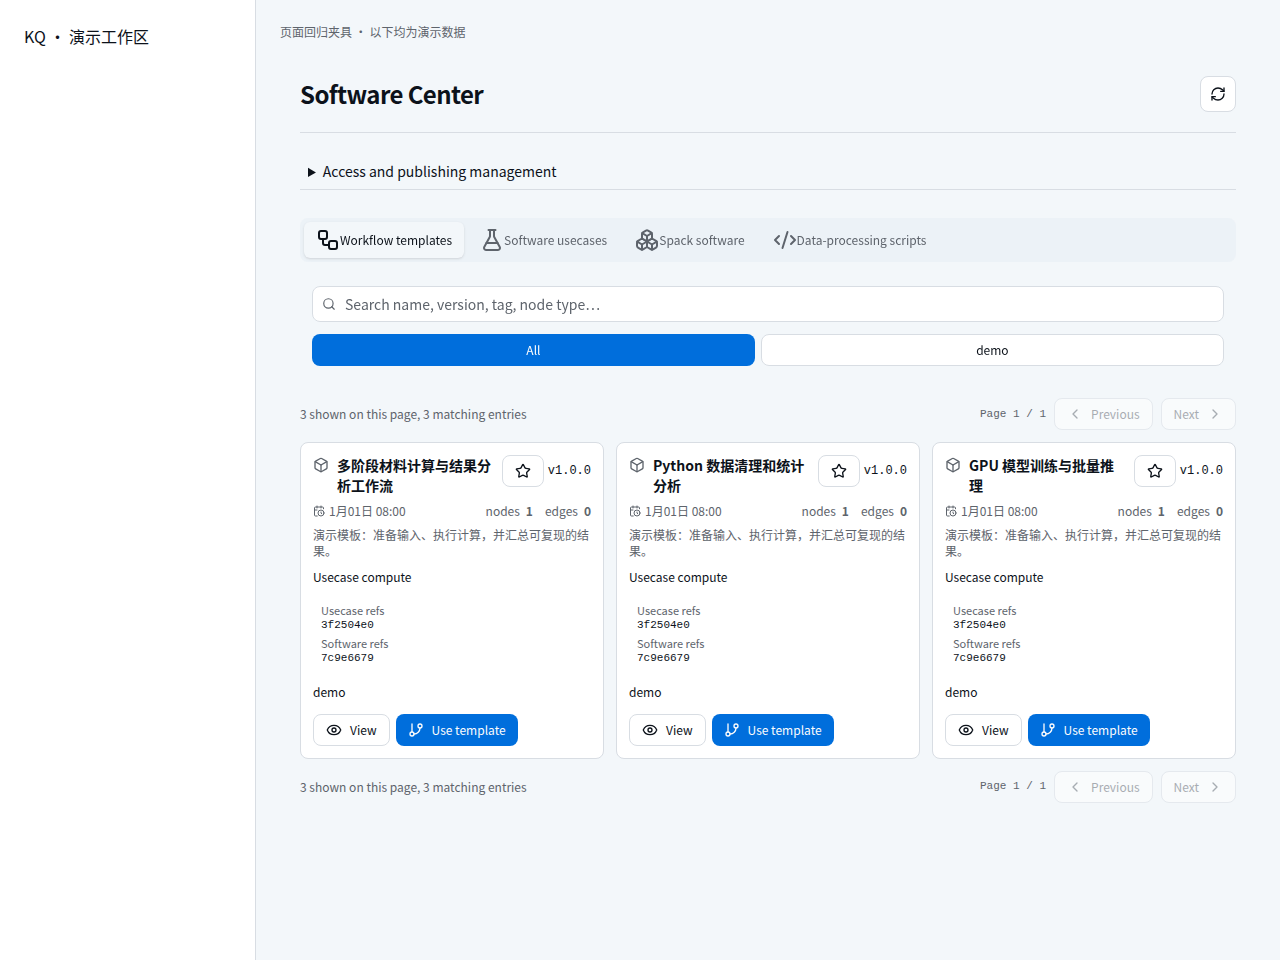 KQ · 演示工作区
页面回归夹具 · 以下均为演示数据
Software Center
Access and publishing management
Workflow templates
Software usecases
Spack software
Data-processing scripts
Search name, version, tag, node type…
All
demo
3 shown on this page, 3 matching entries
Page 1 / 1
Previous
Next
多阶段材料计算与结果分
析工作流
v1.0.0
1月01日 08:00
nodes 1 edges 0
演示模板：准备输入、执行计算，并汇总可复现的结
果。
Usecase compute
Usecase refs
3f2504e0
Software refs
7c9e6679
demo
View
Use template
Python 数据清理和统计
分析
v1.0.0
1月01日 08:00
nodes 1 edges 0
演示模板：准备输入、执行计算，并汇总可复现的结
果。
Usecase compute
Usecase refs
3f2504e0
Software refs
7c9e6679
demo
View
Use template
GPU 模型训练与批量推
理
v1.0.0
1月01日 08:00
nodes 1 edges 0
演示模板：准备输入、执行计算，并汇总可复现的结
果。
Usecase compute
Usecase refs
3f2504e0
Software refs
7c9e6679
demo
View
Use template
3 shown on this page, 3 matching entries
Page 1 / 1
Previous
Next